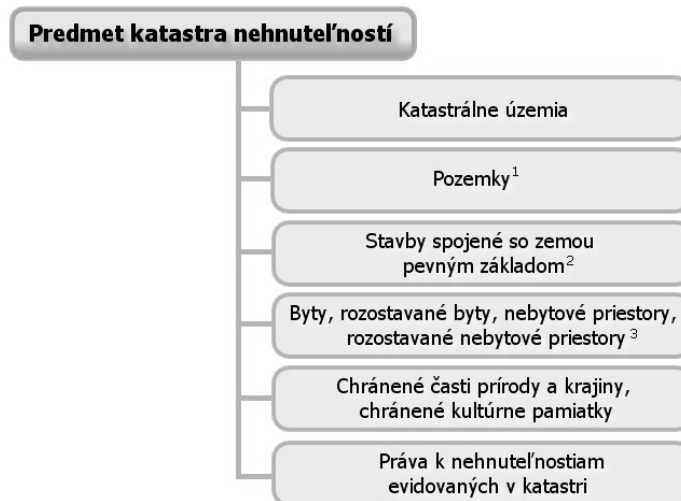 Predmet katastra nehnuteľností
Katastrálne územia
Pozemky¹
Stavby spojené so zemou
pevným základom²
Byty, rozostavané byty, nebytové priestory,
rozostavané nebytové priestory ³
Chránené časti prírody a krajiny,
chránené kultúrne pamiatky
Práva k nehnuteľnostiam
evidovaných v katastri